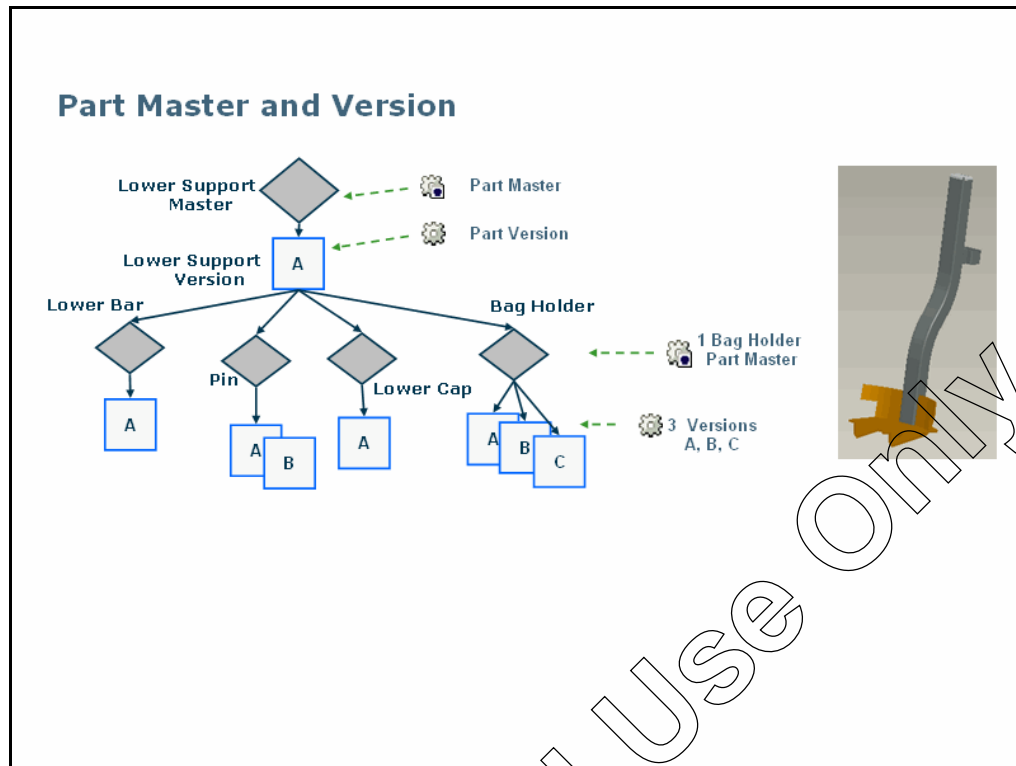 Part Master and Version
Lower Support
Master
Part Master
A
Part Version
Lower Support
Version
Lower Bar
Bag Holder
1 Bag Holder
Part Master
Pin
Lower Cap
A
A
B
A
A
B
C
3 Versions
A, B, C
Use Only